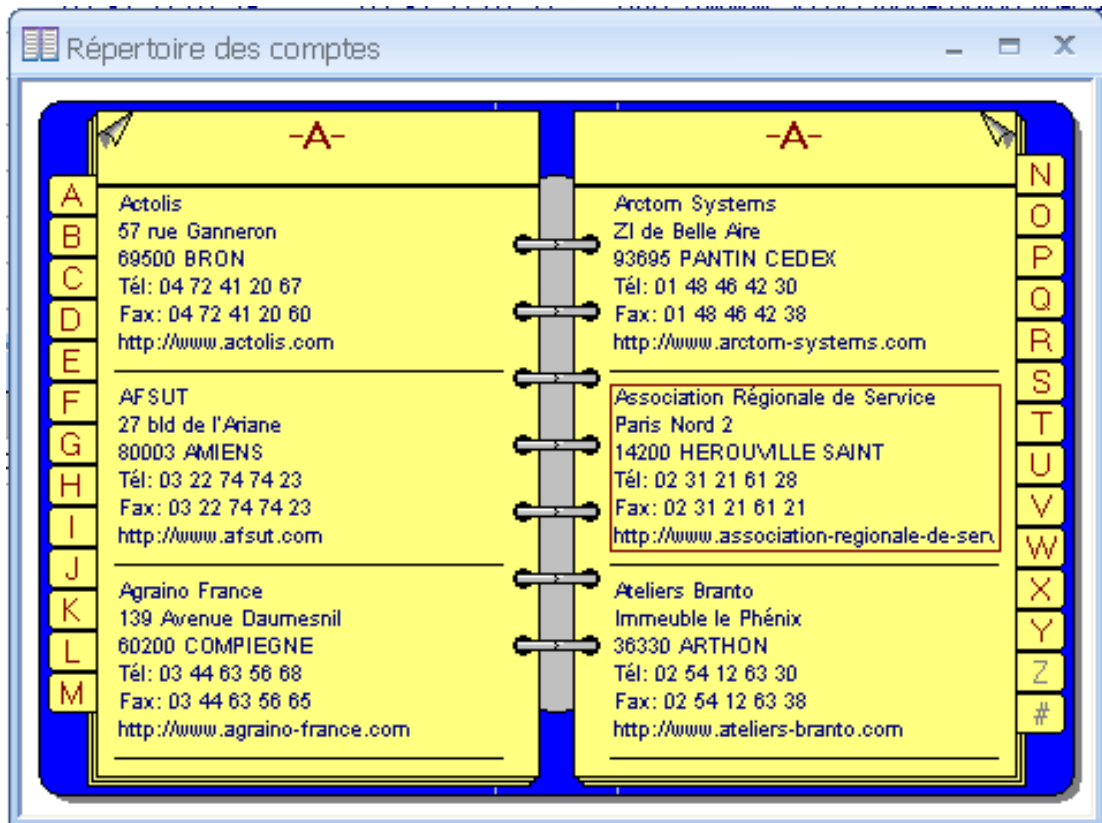 Répertoire des comptes
-A-
Actolis
57 rue Ganneron
69500 BRON
Tél: 04 72 41 20 67
Fax: 04 72 41 20 60
http://www.actolis.com
AFSUT
27 bld de l'Ariane
80003 AMIENS
Tél: 03 22 74 74 23
Fax: 03 22 74 74 23
http://www.afsut.com
Agraino France
139 Avenue Daumesnil
60200 COMPIEGNE
Tél: 03 44 63 56 68
Fax: 03 44 63 56 65
http://www.agraino-france.com
-A-
Arctom Systems
ZI de Belle Aire
93695 PANTIN CEDEX
Tél: 01 48 46 42 30
Fax: 01 48 46 42 38
http://www.arctom-systems.com
Association Régionale de Service
Paris Nord 2
14200 HEROUVILLE SAINT
Tél: 02 31 21 61 28
Fax: 02 31 21 61 21
http://www.association-regionale-de-serv
Ateliers Branto
Immeuble le Phénix
36330 ARTHON
Tél: 02 54 12 63 30
Fax: 02 54 12 63 38
http://www.ateliers-branto.com
A
B
C
D
E
F
G
H
I
J
K
L
M
N
O
P
Q
R
S
T
U
V
W
X
Y
Z
#